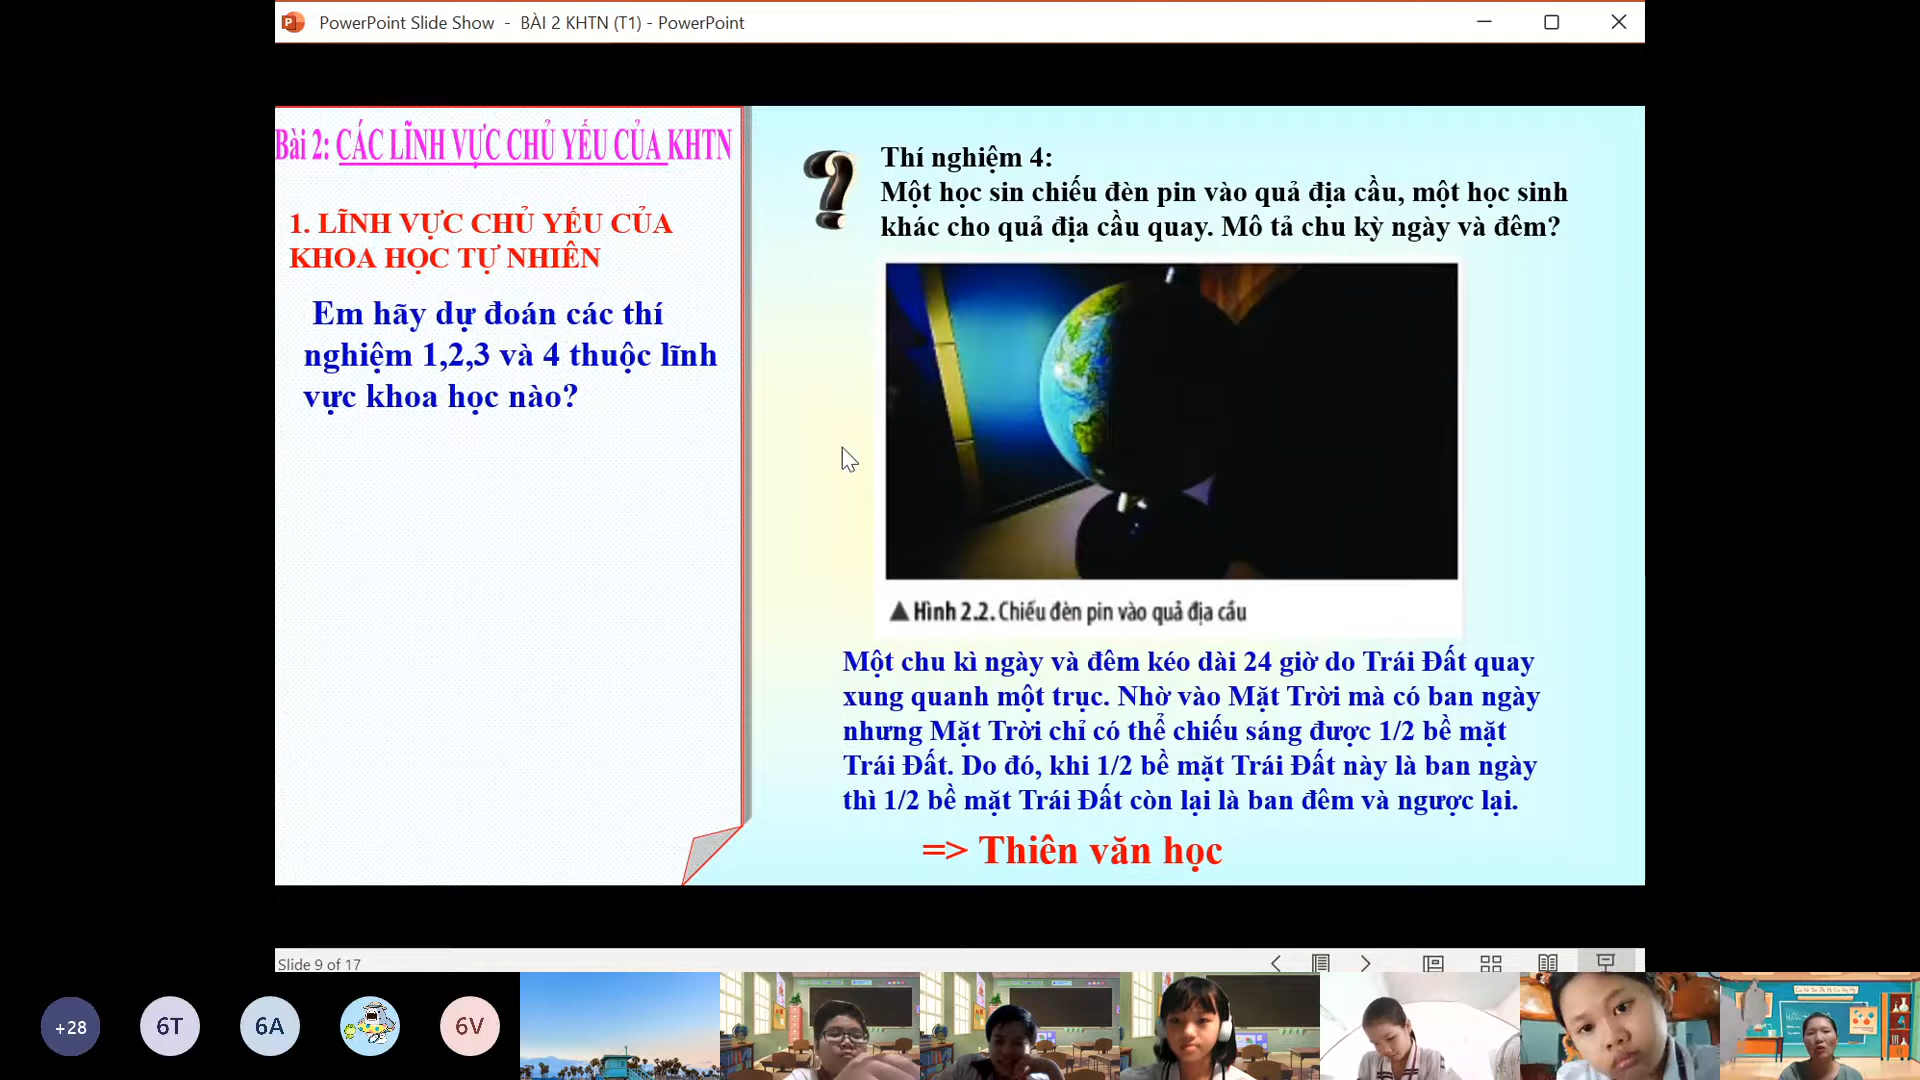 PowerPoint Slide Show - BÀI 2 KHTN (T1) - PowerPoint
Bài 2: CÁC LĨNH VỰC CHỦ YẾU CỦA KHTN
1. LĨNH VỰC CHỦ YẾU CỦA
KHOA HỌC TỰ NHIÊN
Em hãy dự đoán các thí
nghiệm 1,2,3 và 4 thuộc lĩnh
vực khoa học nào?
Thí nghiệm 4:
Một học sin chiếu đèn pin vào quả địa cầu, một học sinh
khác cho quả địa cầu quay. Mô tả chu kỳ ngày và đêm?
▲ Hình 2.2. Chiếu đèn pin vào quả địa cầu
Một chu kì ngày và đêm kéo dài 24 giờ do Trái Đất quay
xung quanh một trục. Nhờ vào Mặt Trời mà có ban ngày
nhưng Mặt Trời chỉ có thể chiếu sáng được 1/2 bề mặt
Trái Đất. Do đó, khi 1/2 bề mặt Trái Đất này là ban ngày
thì 1/2 bề mặt Trái Đất còn lại là ban đêm và ngược lại.
=> Thiên văn học
Slide 9 of 17
+28
6T
6A
6V